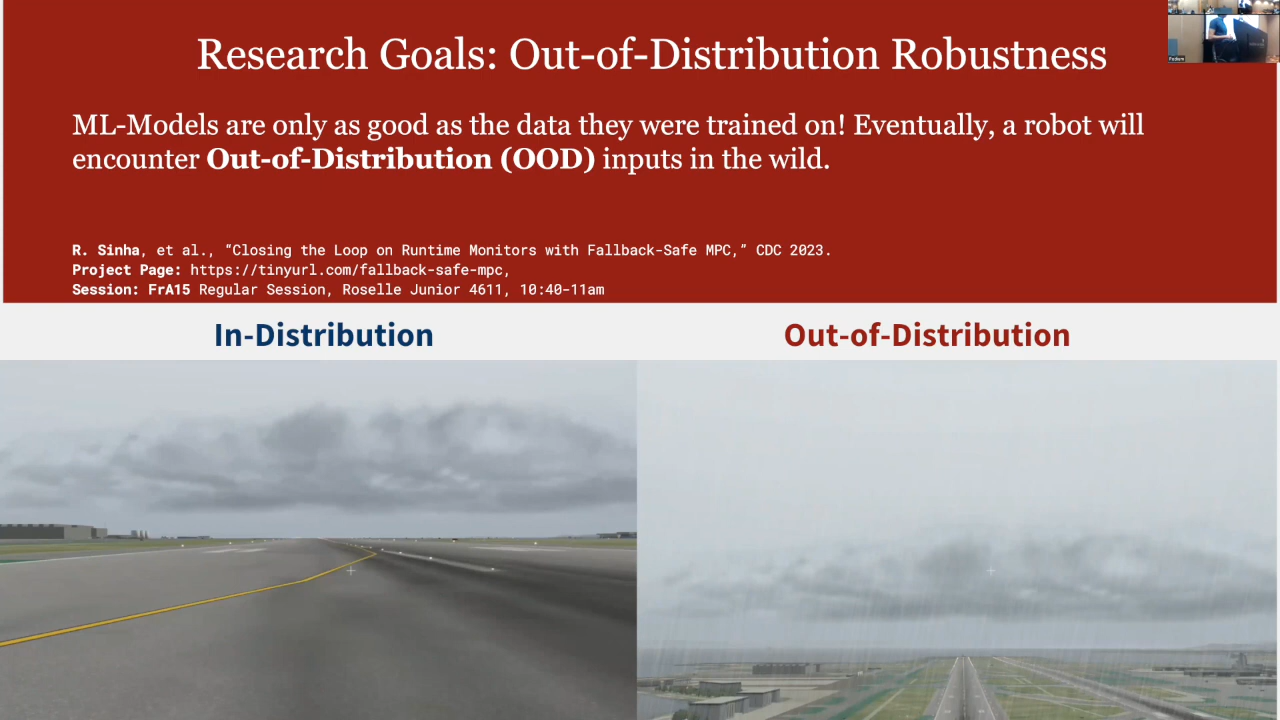 Research Goals: Out-of-Distribution Robustness
ML-Models are only as good as the data they were trained on! Eventually, a robot will
encounter Out-of-Distribution (OOD) inputs in the wild.
R. Sinha, et al., “Closing the Loop on Runtime Monitors with Fallback-Safe MPC,” CDC 2023.
Project Page: https://tinyurl.com/fallback-safe-mpc,
Session: FrA15 Regular Session, Roselle Junior 4611, 10:40-11am
In-Distribution
Out-of-Distribution
Podium